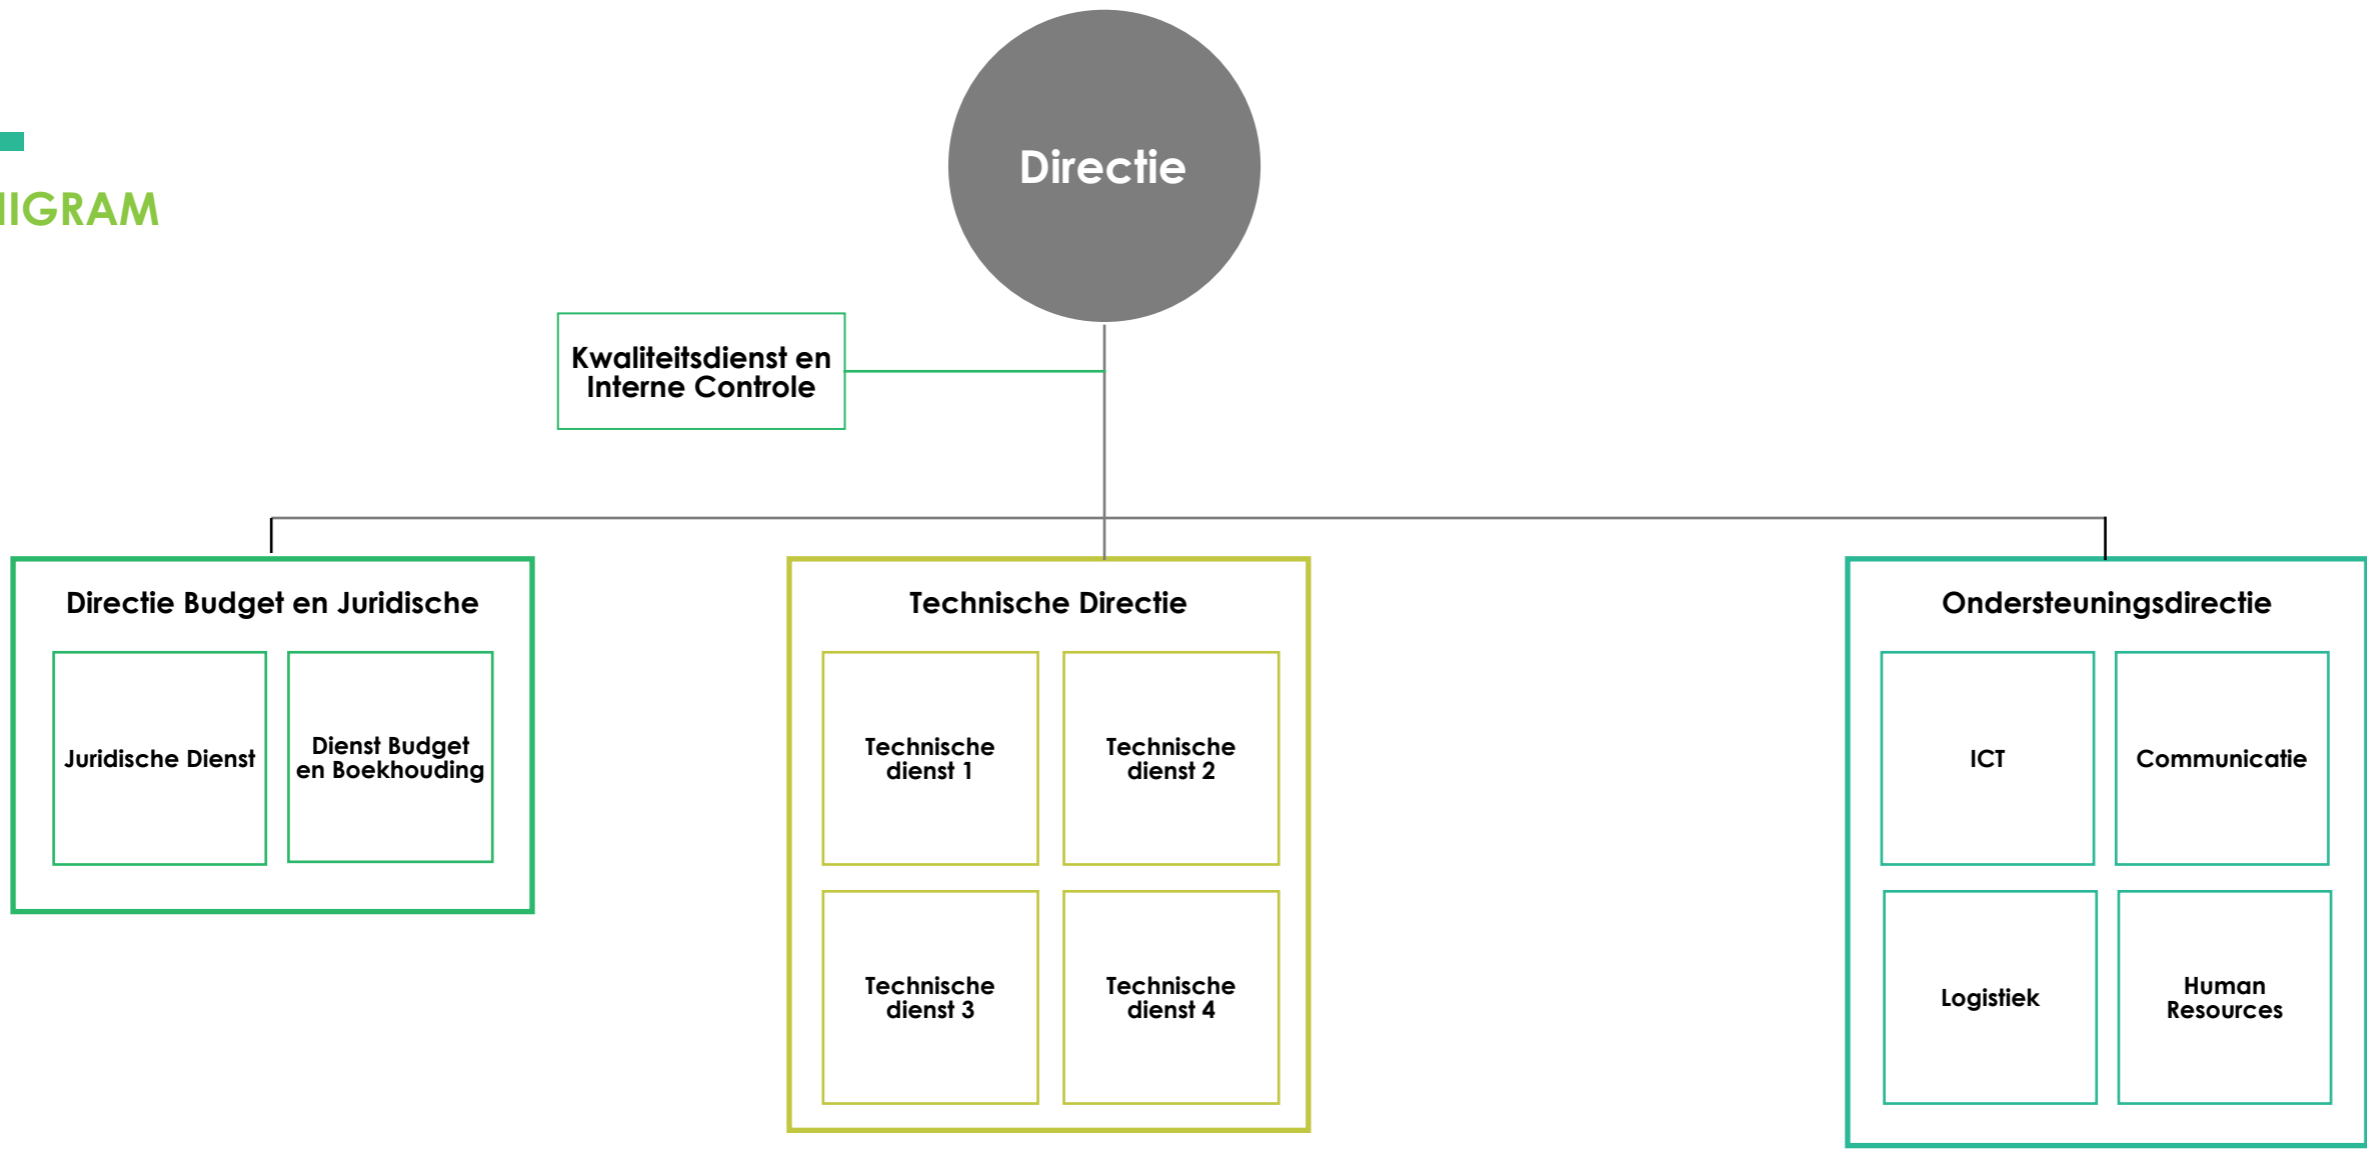 Directie
IIGRAM
Kwaliteitsdienst en
Interne Controle
Directie Budget en Juridische
Juridische Dienst
Dienst Budget
en Boekhouding
Technische Directie
Technische
dienst 1
Technische
dienst 2
Technische
dienst 3
Technische
dienst 4
Ondersteuningsdirectie
ICT
Communicatie
Logistiek
Human
Resources